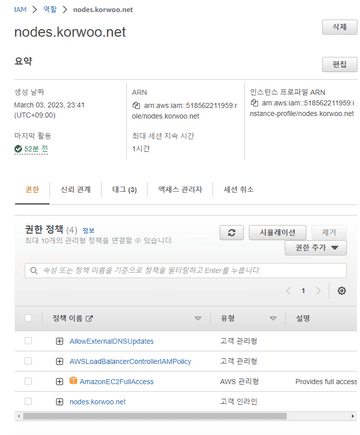 IAM > 역할 > nodes.korwoo.net
nodes.korwoo.net
삭제
요약
편집
생성 날짜
March 03, 2023, 23:41
(UTC+09:00)
ARN
arn:aws:iam::518562211959:r
ole/nodes.korwoo.net
인스턴스 프로파일 ARN
arn:aws:iam::518562211959:i
nstance-profile/nodes.korwoo.net
마지막 활동
52분 전
최대 세션 지속 시간
1시간
권한
신뢰 관계
태그 (3)
액세스 관리자
세션 취소
권한 정책 (4) 정보
최대 10개의 관리형 정책을 연결할 수 있습니다.
시뮬레이션
제거
권한 추가
속성 또는 정책 이름을 기준으로 정책을 필터링하고 Enter를 누릅니다.
1
정책 이름
유형
설명
AllowExternalDNSUpdates
고객 관리형
AWSLoadBalancerControllerIAMPolicy
고객 관리형
AmazonEC2FullAccess
AWS 관리형
Provides full access
nodes.korwoo.net
고객 인라인